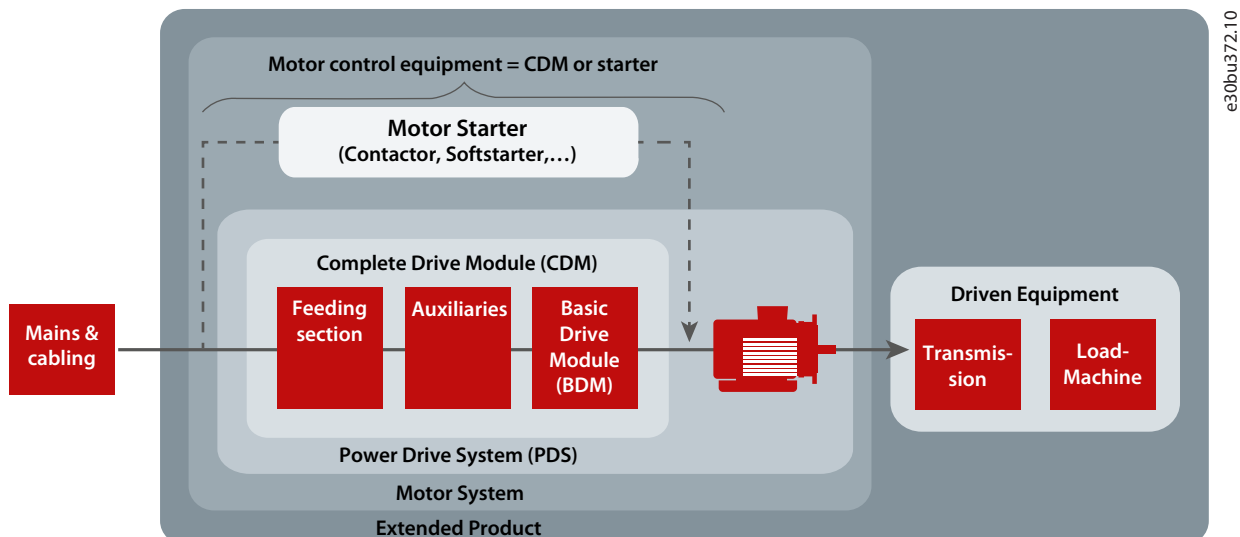 e30bu372.10
Motor control equipment = CDM or starter
Motor Starter
(Contactor, Softstarter,…)
Complete Drive Module (CDM)
Feeding
section
Auxiliaries
Basic
Drive
Module
(BDM)
Mains &
cabling
Driven Equipment
Transmis-
sion
Load-
Machine
Power Drive System (PDS)
Motor System
Extended Product